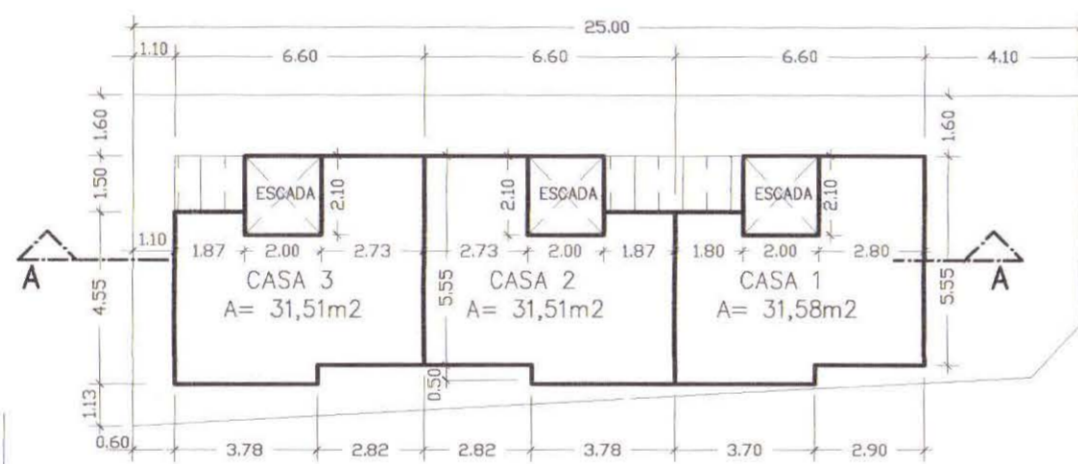 25.00
1.10 6.60 6.60 6.60 4.10
1.60 1.60
1.50
ESCADA 2.10 2.10 ESCADA ESCADA 2.10
1.10 1.87 2.00 2.73 2.73 2.00 1.87 1.80 2.00 2.80
A CASA 3 CASA 2 CASA 1 A
4.55 5.55 5.55
A= 31,51m2 A= 31,51m2 A= 31,58m2
1.13 0.50
0.60 3.78 2.82 2.82 3.78 3.70 2.90